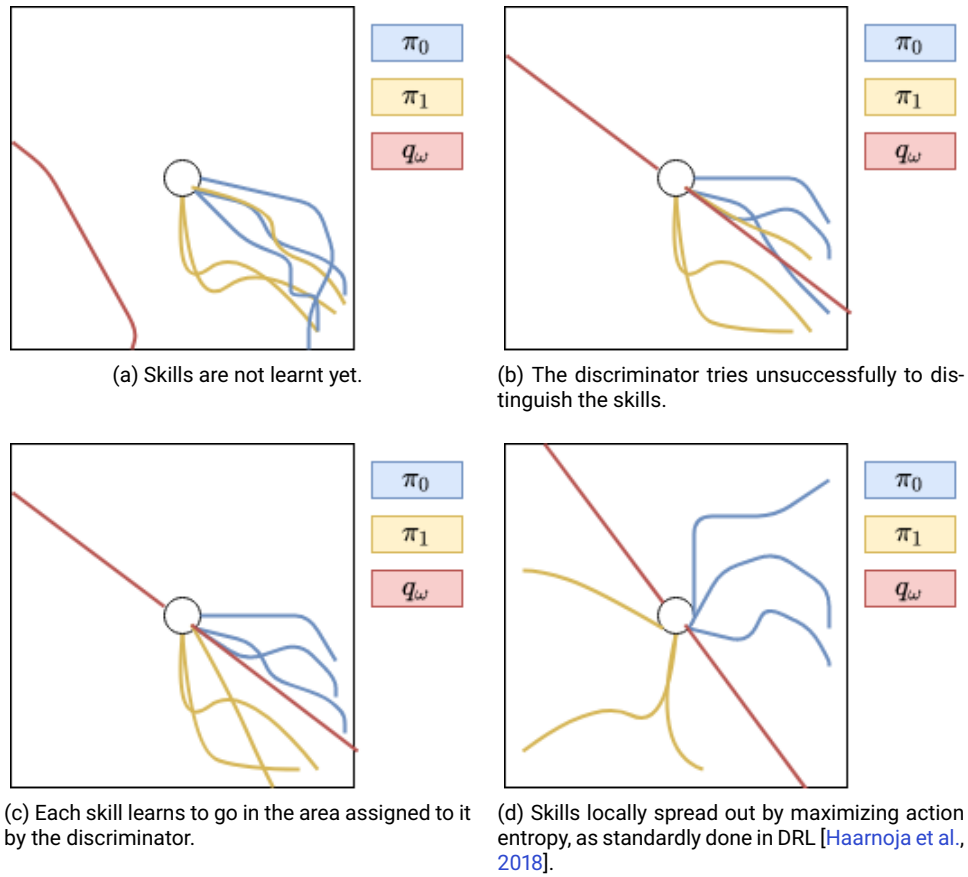 π₀
π₁
qω
(a) Skills are not learnt yet.
π₀
π₁
qω
(b) The discriminator tries unsuccessfully to dis-
tinguish the skills.
π₀
π₁
qω
(c) Each skill learns to go in the area assigned to it
by the discriminator.
π₀
π₁
qω
(d) Skills locally spread out by maximizing action
entropy, as standardly done in DRL [Haarnoja et al.,
2018].